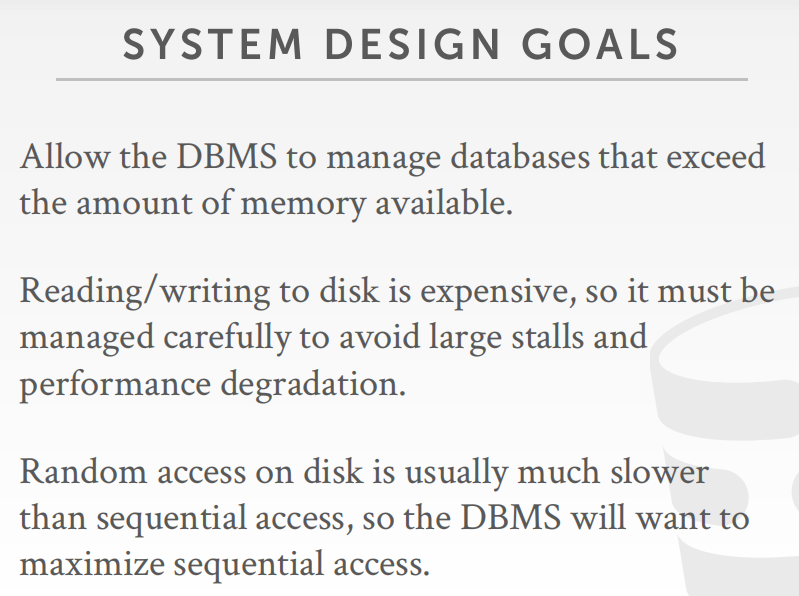 SYSTEM DESIGN GOALS
Allow the DBMS to manage databases that exceed
the amount of memory available.
Reading/writing to disk is expensive, so it must be
managed carefully to avoid large stalls and
performance degradation.
Random access on disk is usually much slower
than sequential access, so the DBMS will want to
maximize sequential access.